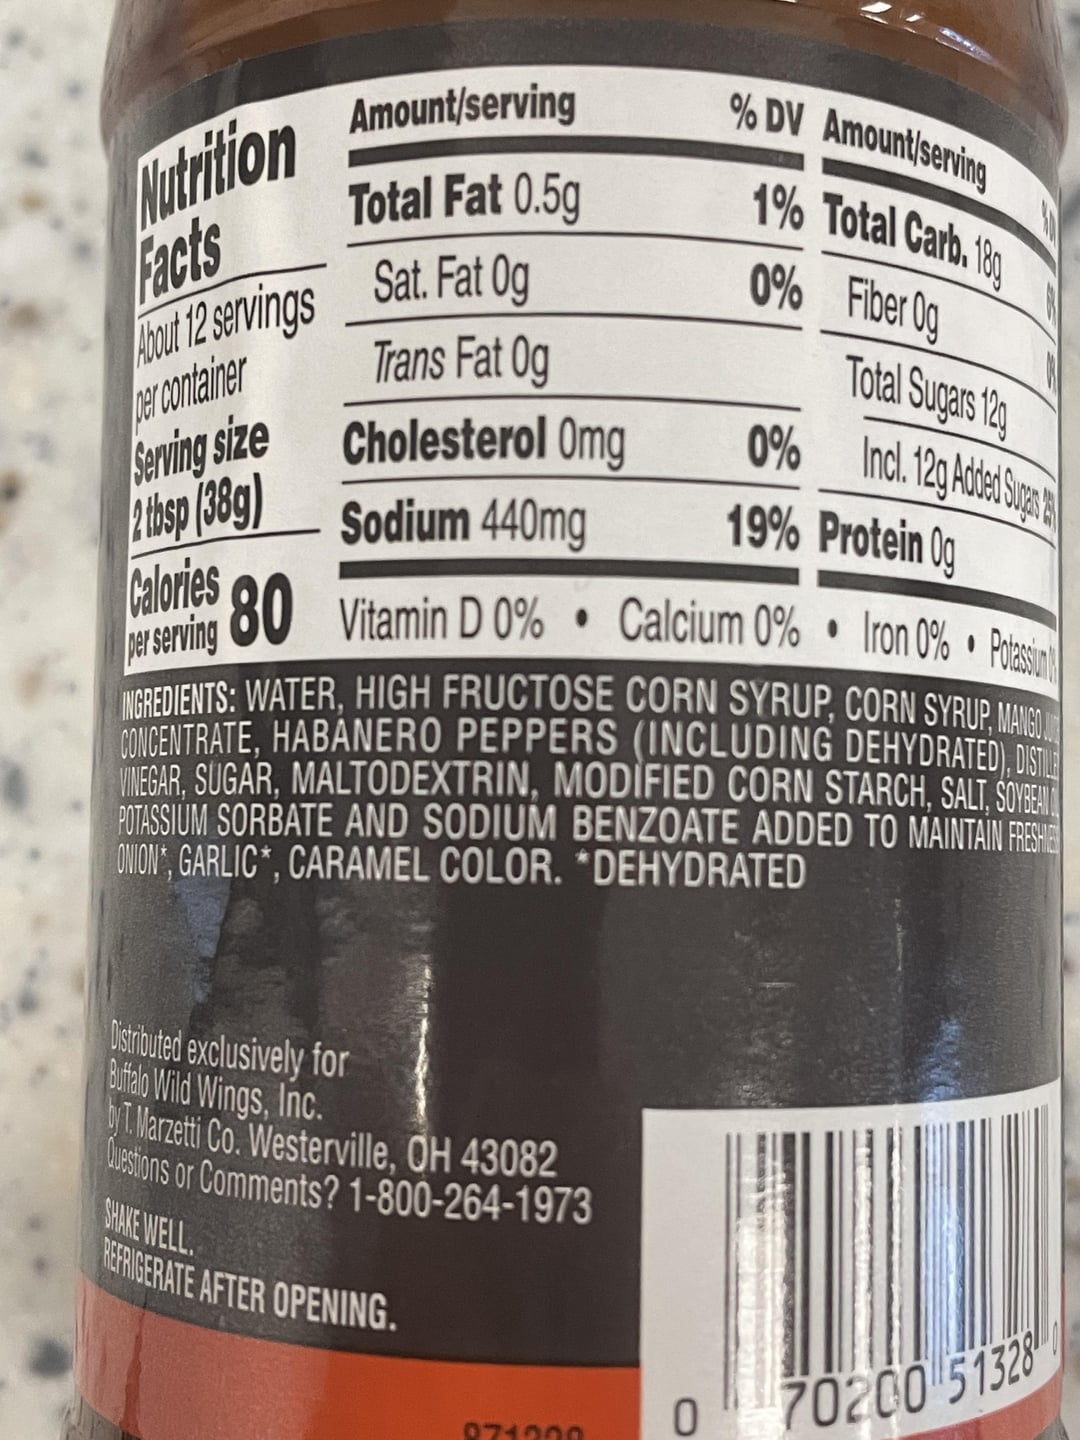 Nutrition
Facts
About 12 servings
per container
Serving size
2 tbsp (38g)
Calories
per serving 80
Amount/serving % DV
Total Fat 0.5g 1%
Sat. Fat 0g 0%
Trans Fat 0g
Cholesterol 0mg 0%
Sodium 440mg 19%
Amount/serving
Total Carb. 18g
Fiber 0g
Total Sugars 12g
Incl. 12g Added Sugars
Protein 0g
Vitamin D 0% • Calcium 0% • Iron 0% • Potassium
INGREDIENTS: WATER, HIGH FRUCTOSE CORN SYRUP, CORN SYRUP, MANGO
CONCENTRATE, HABANERO PEPPERS (INCLUDING DEHYDRATED),
VINEGAR, SUGAR, MALTODEXTRIN, MODIFIED CORN STARCH, SALT, SOYBEAN
POTASSIUM SORBATE AND SODIUM BENZOATE ADDED TO MAINTAIN
ONION*, GARLIC*, CARAMEL COLOR. *DEHYDRATED
Distributed exclusively for
Buffalo Wild Wings, Inc.
by T. Marzetti Co. Westerville, OH 43082
Questions or Comments? 1-800-264-1973
SHAKE WELL.
REFRIGERATE AFTER OPENING.
0 70200 51328 0